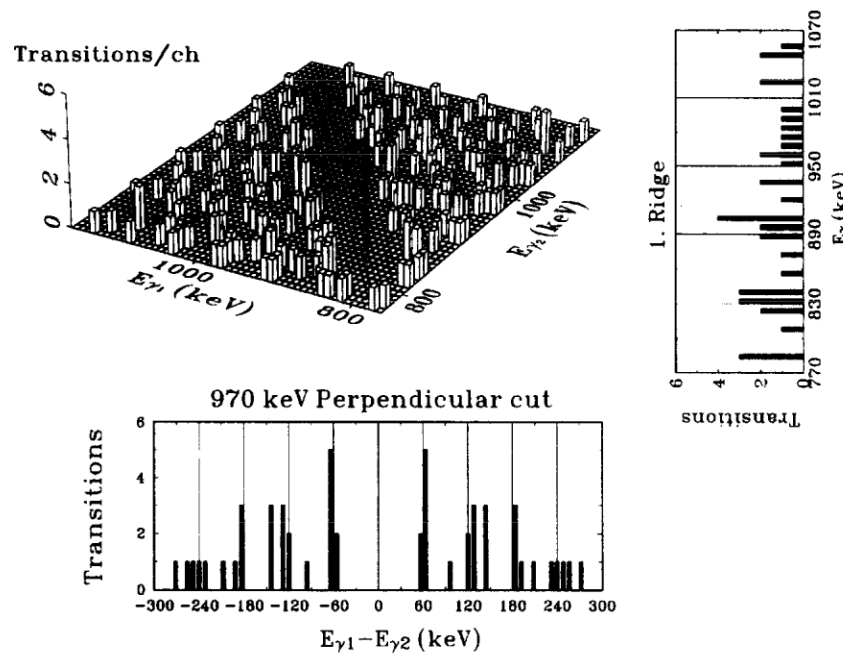 Transitions/ch
6
4
2
0
1000
800
Eγ1 (keV)
800
1000
Eγ2 (keV)
1. Ridge
1070
1010
950
890
830
770
Eγ (keV)
6
4
2
0
Transitions
970 keV Perpendicular cut
6
4
2
0
Transitions
-300 -240 -180 -120 -60 0 60 120 180 240 300
Eγ1-Eγ2 (keV)